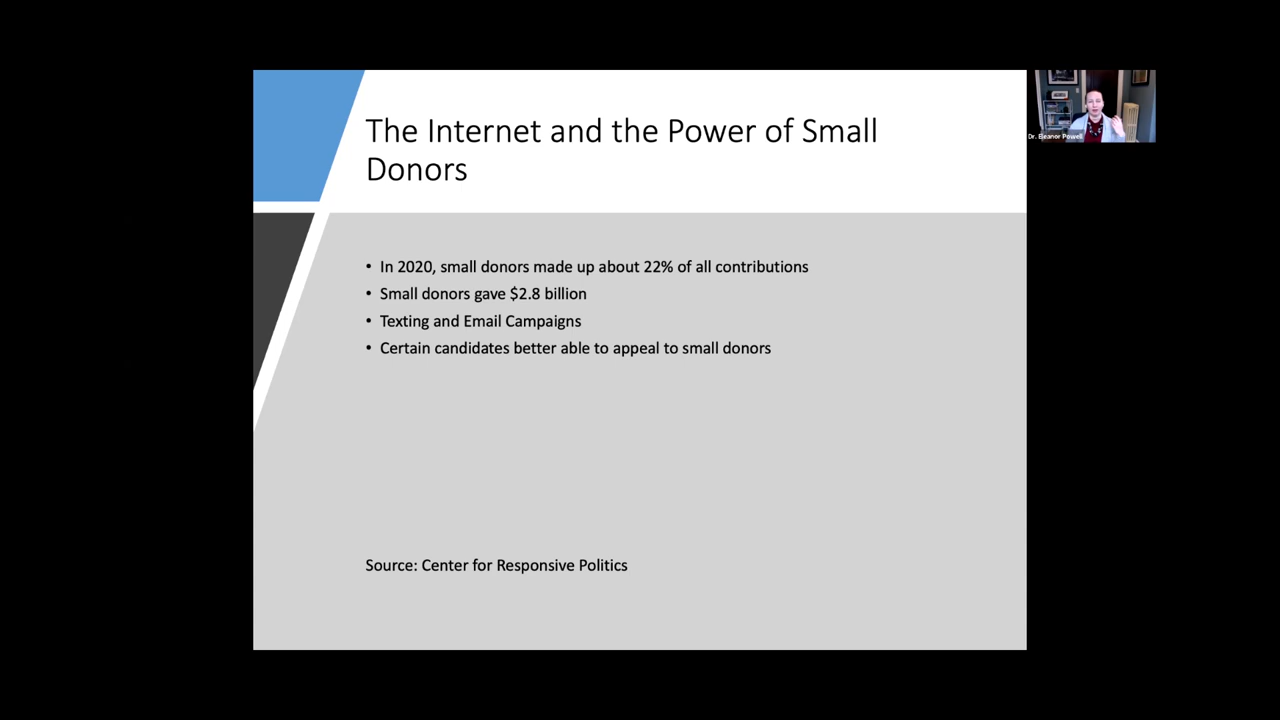 The Internet and the Power of Small
Donors
• In 2020, small donors made up about 22% of all contributions
• Small donors gave $2.8 billion
• Texting and Email Campaigns
• Certain candidates better able to appeal to small donors
Source: Center for Responsive Politics
Dr. Eleanor Powell